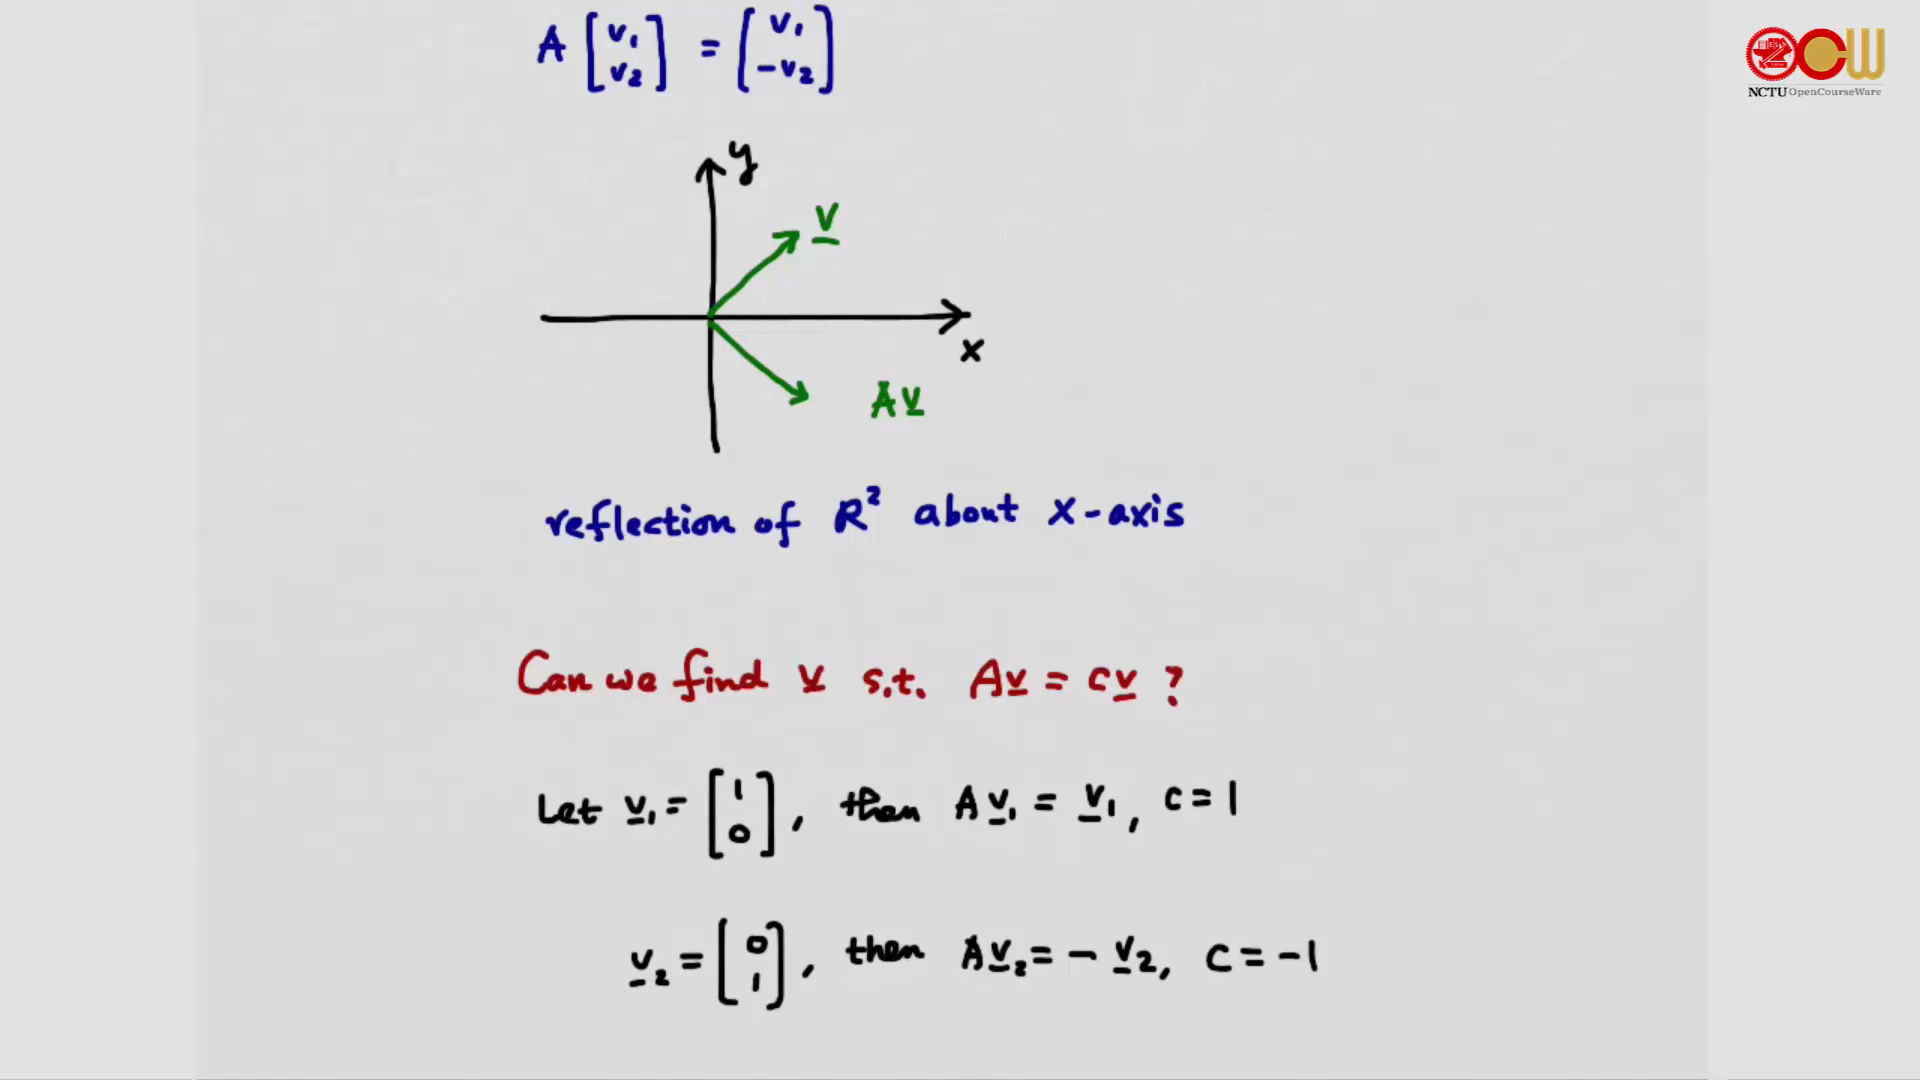 A [v1 v2] = [v1 -v2]
NCTU OpenCourseWare
y
v
x
Av
reflection of R² about x-axis
Can we find v s.t. Av = cv ?
Let v1 = [1 0], then Av1 = v1, c = 1
v2 = [0 1], then Av2 = - v2, c = -1